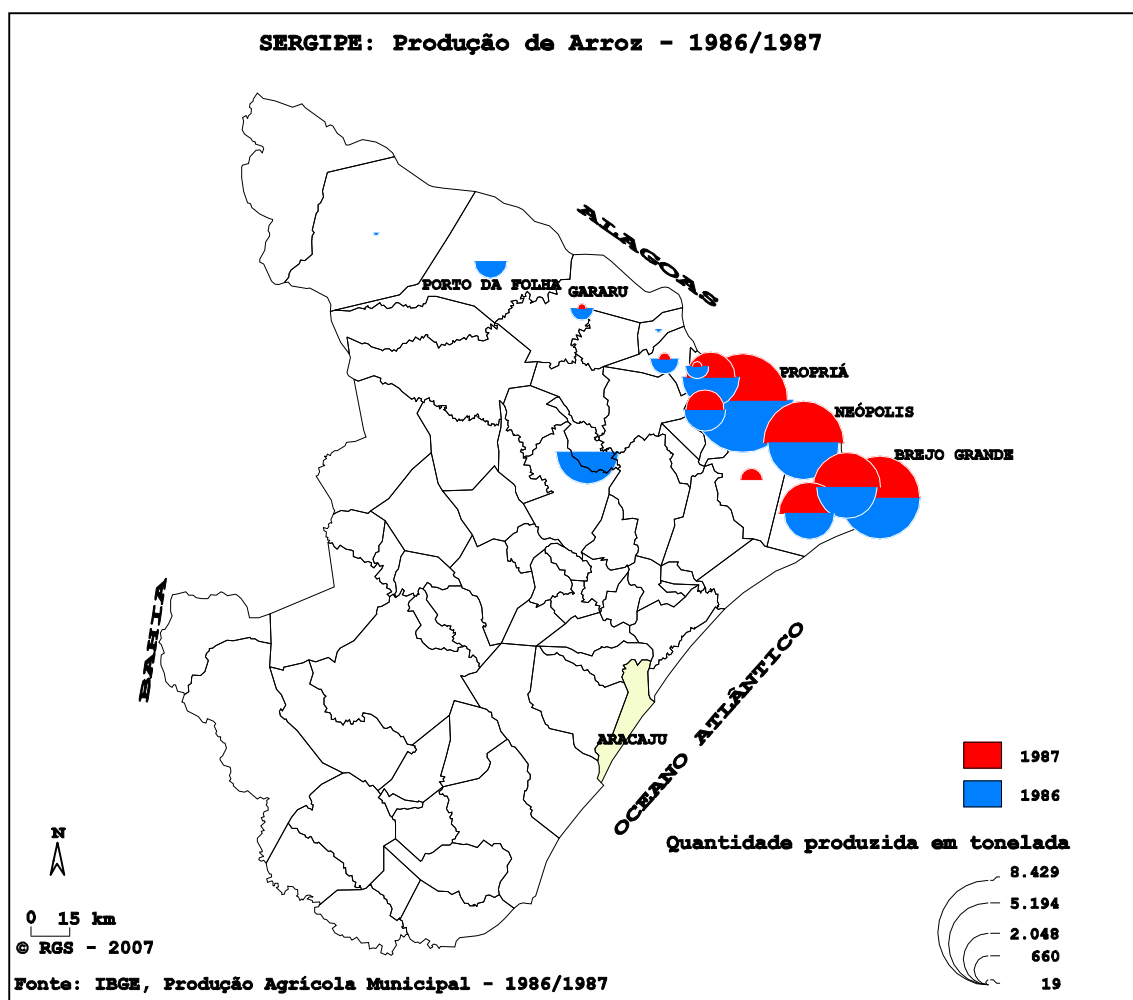 SERGIPE: Produção de Arroz - 1986/1987
ALAGOAS
PORTO DA FOLHA
GARARU
PROPRIÁ
NEÓPOLIS
BREJO GRANDE
BAHIA
OCEANO ATLÂNTICO
ARACAJU
1987
1986
Quantidade produzida em tonelada
8.429
5.194
2.048
660
19
N
0 15 km
© RGS - 2007
Fonte: IBGE, Produção Agrícola Municipal - 1986/1987